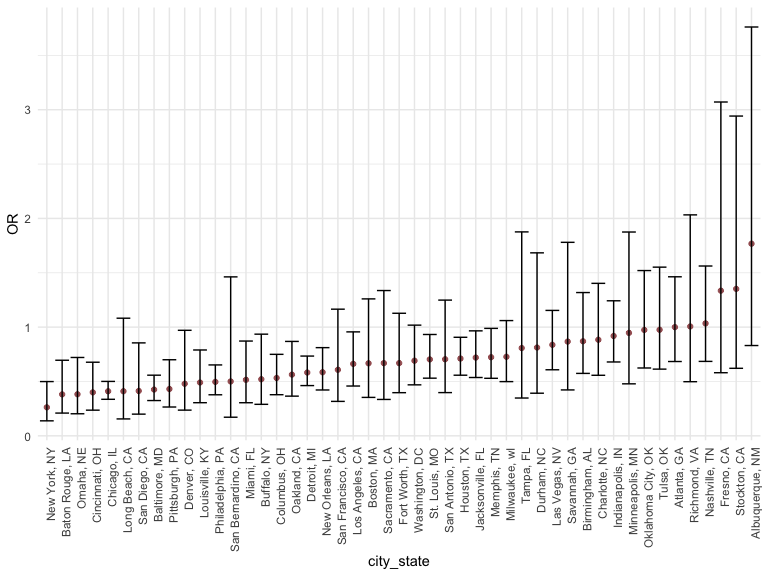 OR
3
2
1
0
New York, NY
Baton Rouge, LA
Omaha, NE
Cincinnati, OH
Chicago, IL
Long Beach, CA
San Diego, CA
Baltimore, MD
Pittsburgh, PA
Denver, CO
Louisville, KY
Philadelphia, PA
San Bernardino, CA
Miami, FL
Buffalo, NY
Columbus, OH
Oakland, CA
Detroit, MI
New Orleans, LA
San Francisco, CA
Los Angeles, CA
Boston, MA
Sacramento, CA
Fort Worth, TX
Washington, DC
St. Louis, MO
San Antonio, TX
Houston, TX
Jacksonville, FL
Memphis, TN
Milwaukee, wI
Tampa, FL
Durham, NC
Las Vegas, NV
Savannah, GA
Birmingham, AL
Charlotte, NC
Indianapolis, IN
Minneapolis, MN
Oklahoma City, OK
Tulsa, OK
Atlanta, GA
Richmond, VA
Nashville, TN
Fresno, CA
Stockton, CA
Albuquerque, NM
city_state